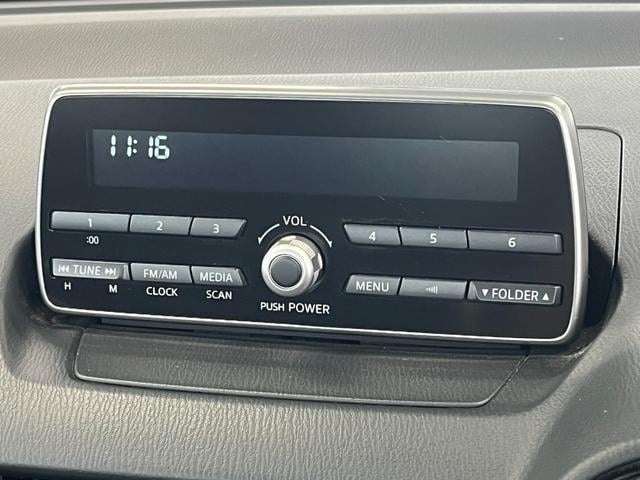 11:16
VOL
1 2 3
4 5 6
:00
⏮ TUNE ⏭ FM/AM MEDIA
MENU ▼ FOLDER ▲
H M CLOCK SCAN
PUSH POWER